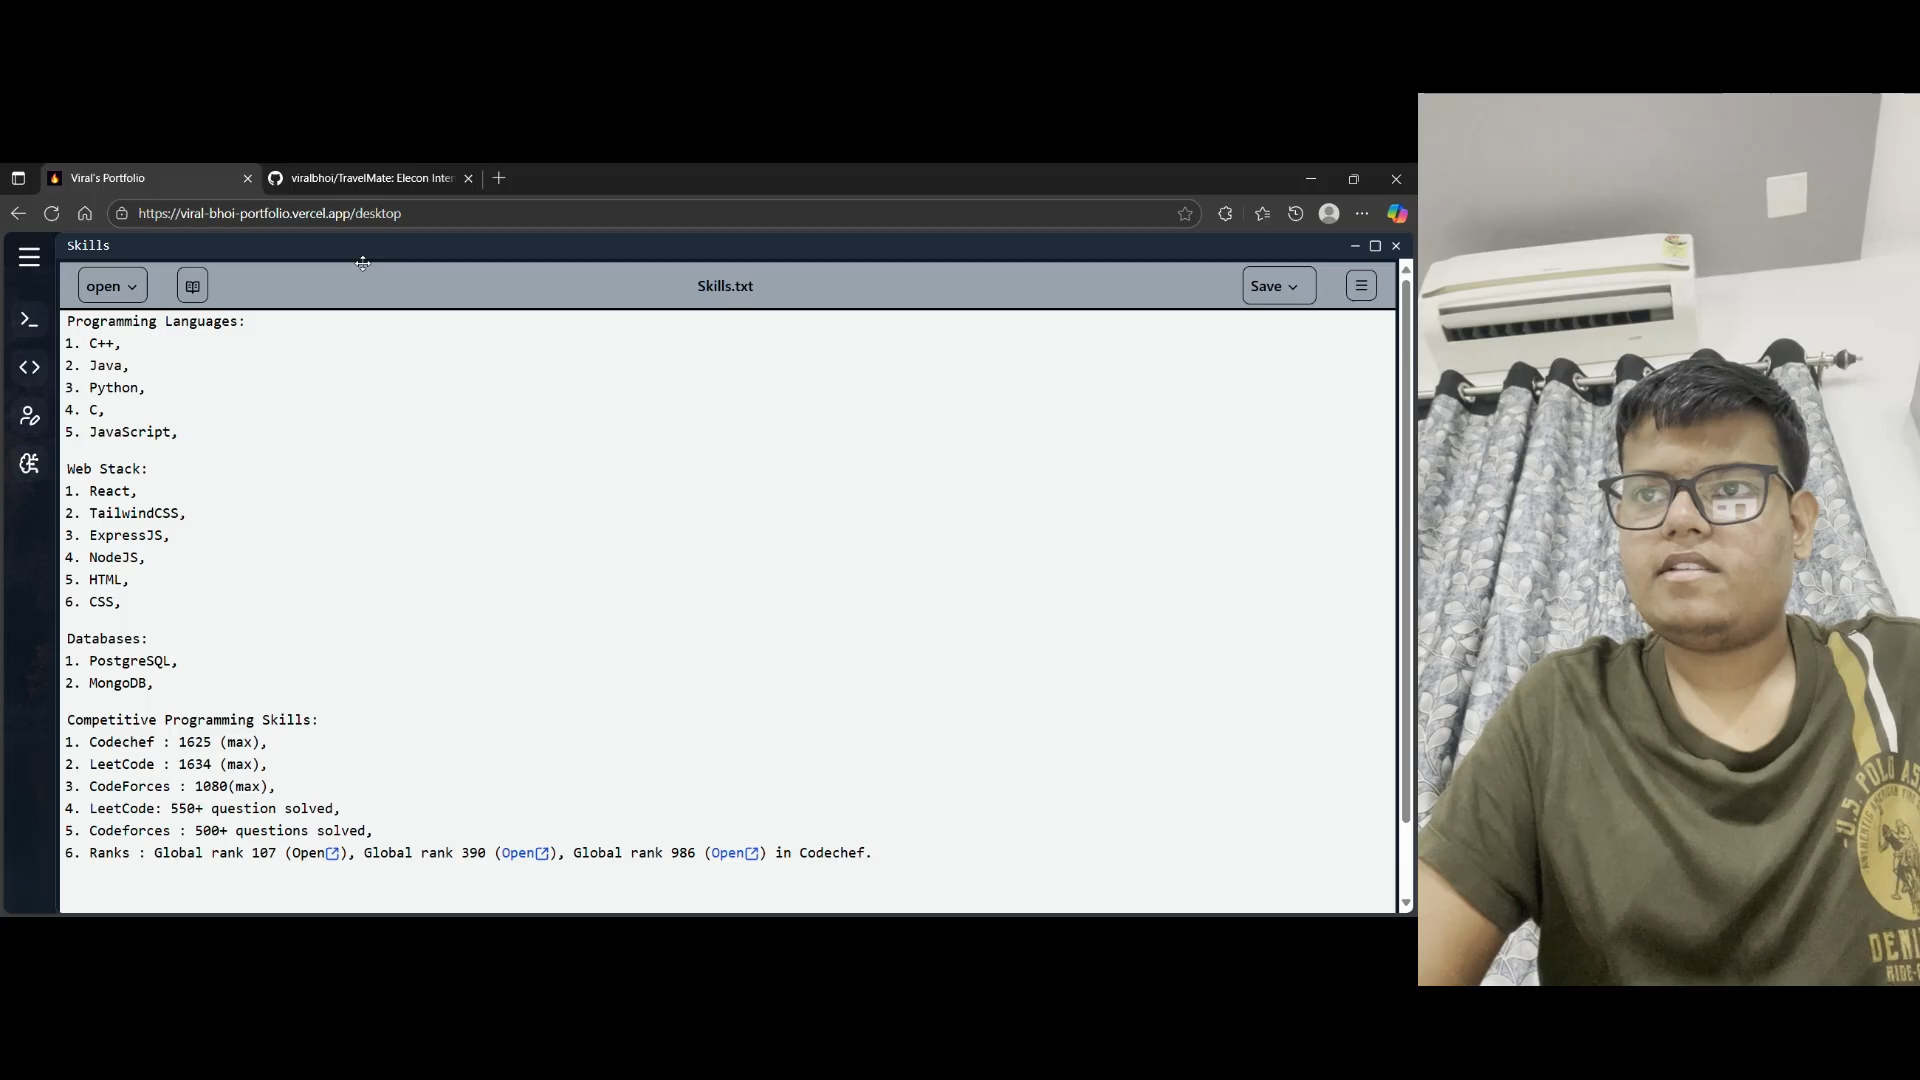 Viral's Portfolio
viralbhoi/TravelMate: Elecon Inter
https://viral-bhoi-portfolio.vercel.app/desktop
Skills
open
Skills.txt
Save
Programming Languages:
1. C++,
2. Java,
3. Python,
4. C,
5. JavaScript,
Web Stack:
1. React,
2. TailwindCSS,
3. ExpressJS,
4. NodeJS,
5. HTML,
6. CSS,
Databases:
1. PostgreSQL,
2. MongoDB,
Competitive Programming Skills:
1. Codechef : 1625 (max),
2. LeetCode : 1634 (max),
3. CodeForces : 1080(max),
4. LeetCode: 550+ question solved,
5. Codeforces : 500+ questions solved,
6. Ranks : Global rank 107 (Open), Global rank 390 (Open), Global rank 986 (Open) in Codechef.
U.S. POLO AS
DENI